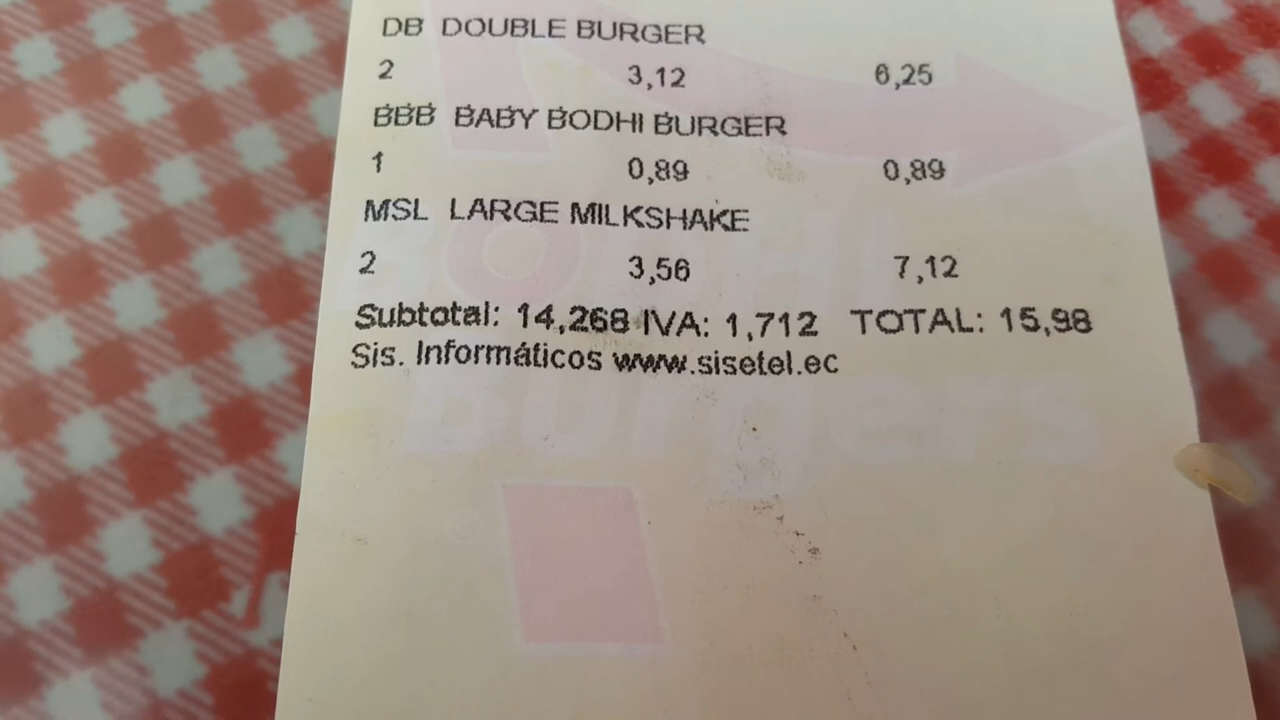 DB DOUBLE BURGER
2 3,12 6,25
BBB BABY BODHI BURGER
1 0,89 0,89
MSL LARGE MILKSHAKE
2 3,56 7,12
Subtotal: 14,268 IVA: 1,712 TOTAL: 15,98
Sis. Informáticos www.sisetel.ec
Burgers